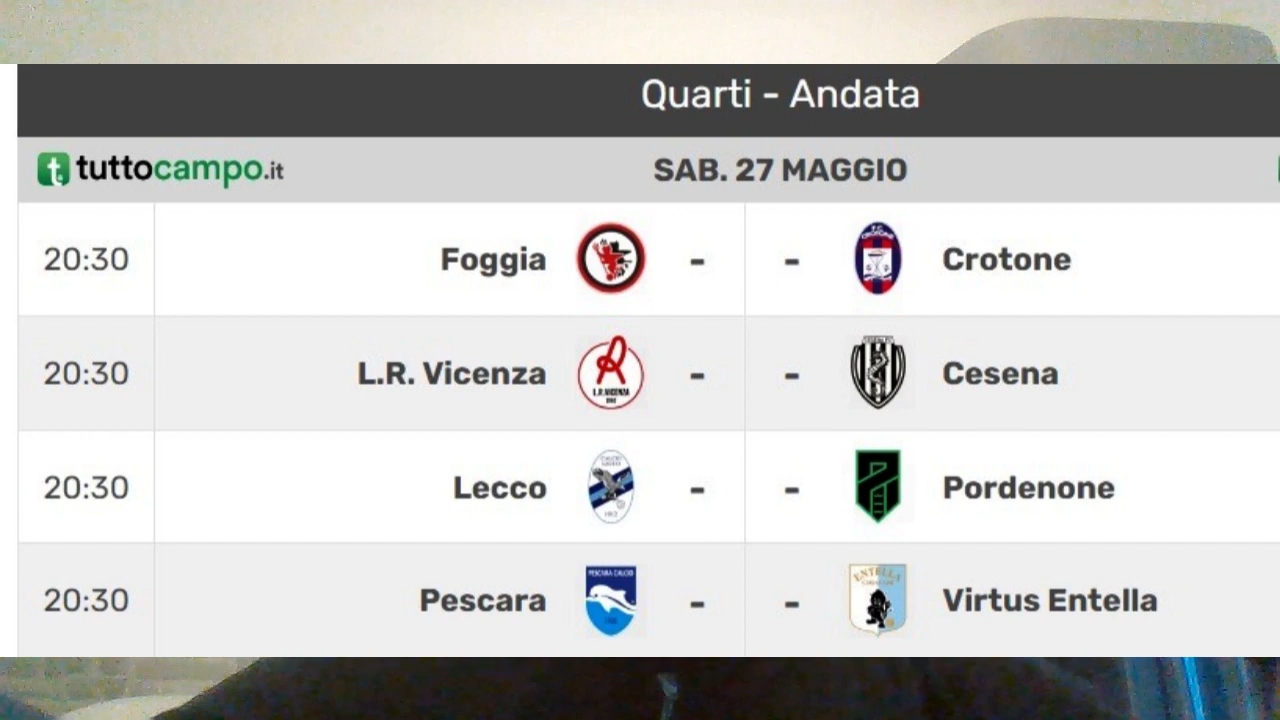 Quarti - Andata
tuttocampo.it
SAB. 27 MAGGIO
20:30 Foggia - - Crotone
20:30 L.R. Vicenza - - Cesena
20:30 Lecco - - Pordenone
20:30 Pescara - - Virtus Entella